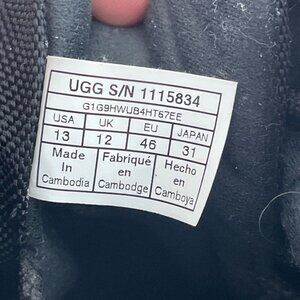 UGG S/N 1115834
G1G9HWUB4HT67EE
USA UK EU JAPAN
13 12 46 31
Made In Cambodia
Fabriqué en Cambodge
Hecho en Camboya